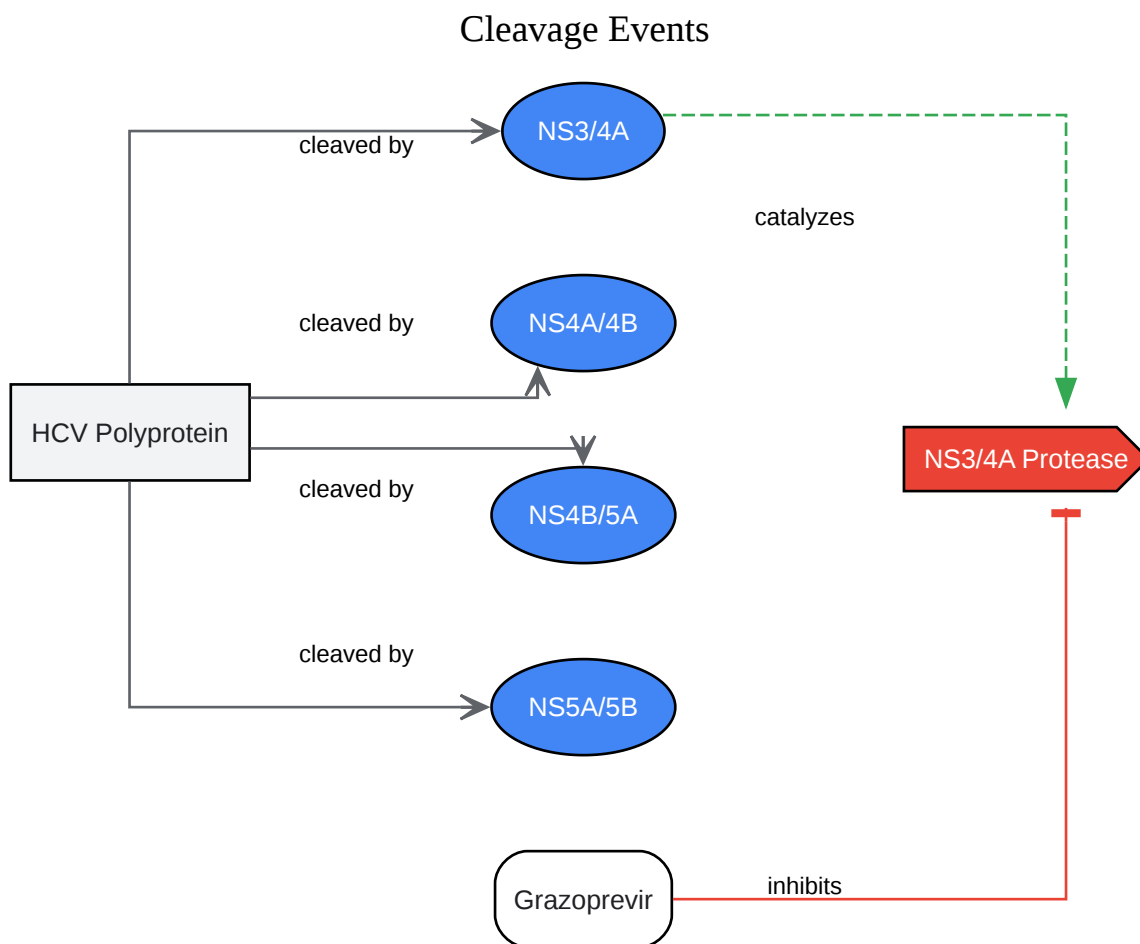 Cleavage Events
NS3/4A
cleaved by
catalyzes
cleaved by
NS4A/4B
HCV Polyprotein
NS3/4A Protease
cleaved by
NS4B/5A
cleaved by
NS5A/5B
inhibits
Grazoprevir